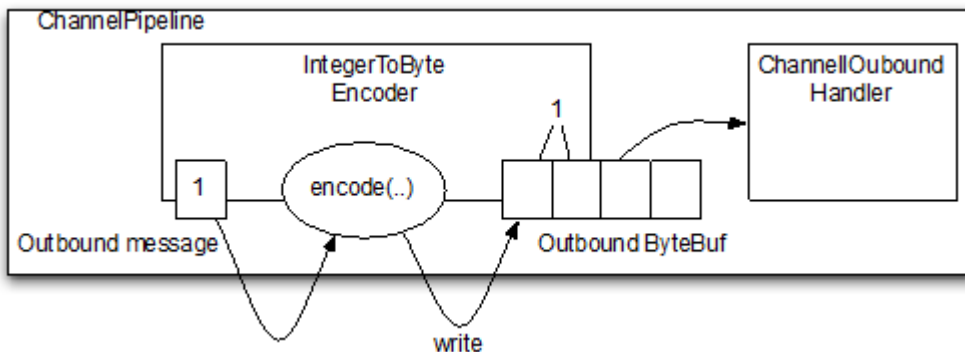 ChannelPipeline
IntegerToByte
Encoder
ChannelOubound
Handler
1
1
encode(..)
Outbound message
Outbound ByteBuf
write